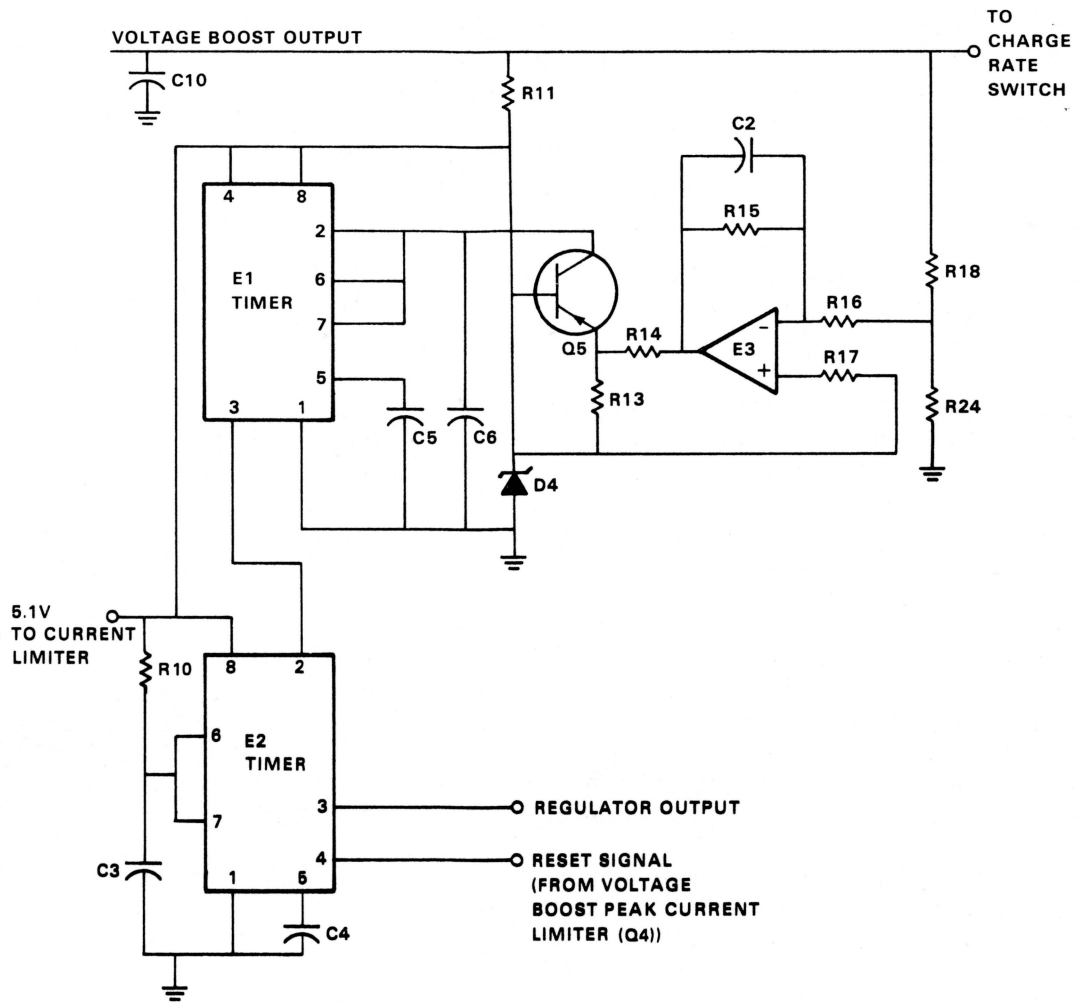 TO
CHARGE
RATE
SWITCH
VOLTAGE BOOST OUTPUT
C10
R11
C2
4 8
R15
2
E1
TIMER
6
R18
7
R16
Q5
R14
E3
-
+
R17
5
R13
R24
3 1
C5
C6
D4
5.1V
TO CURRENT
LIMITER
R10
8 2
6
E2
TIMER
3
REGULATOR OUTPUT
7
4
RESET SIGNAL
(FROM VOLTAGE
BOOST PEAK CURRENT
LIMITER (Q4))
C3
1 5
C4